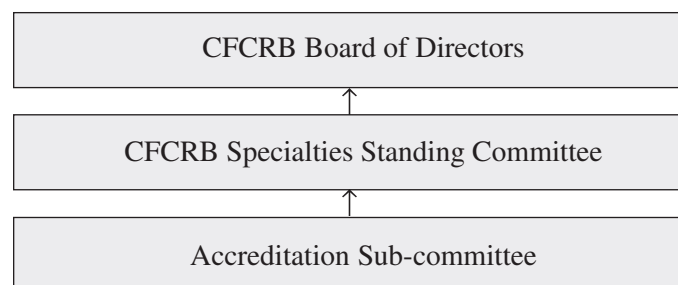 CFCRB Board of Directors
CFCRB Specialties Standing Committee
Accreditation Sub-committee